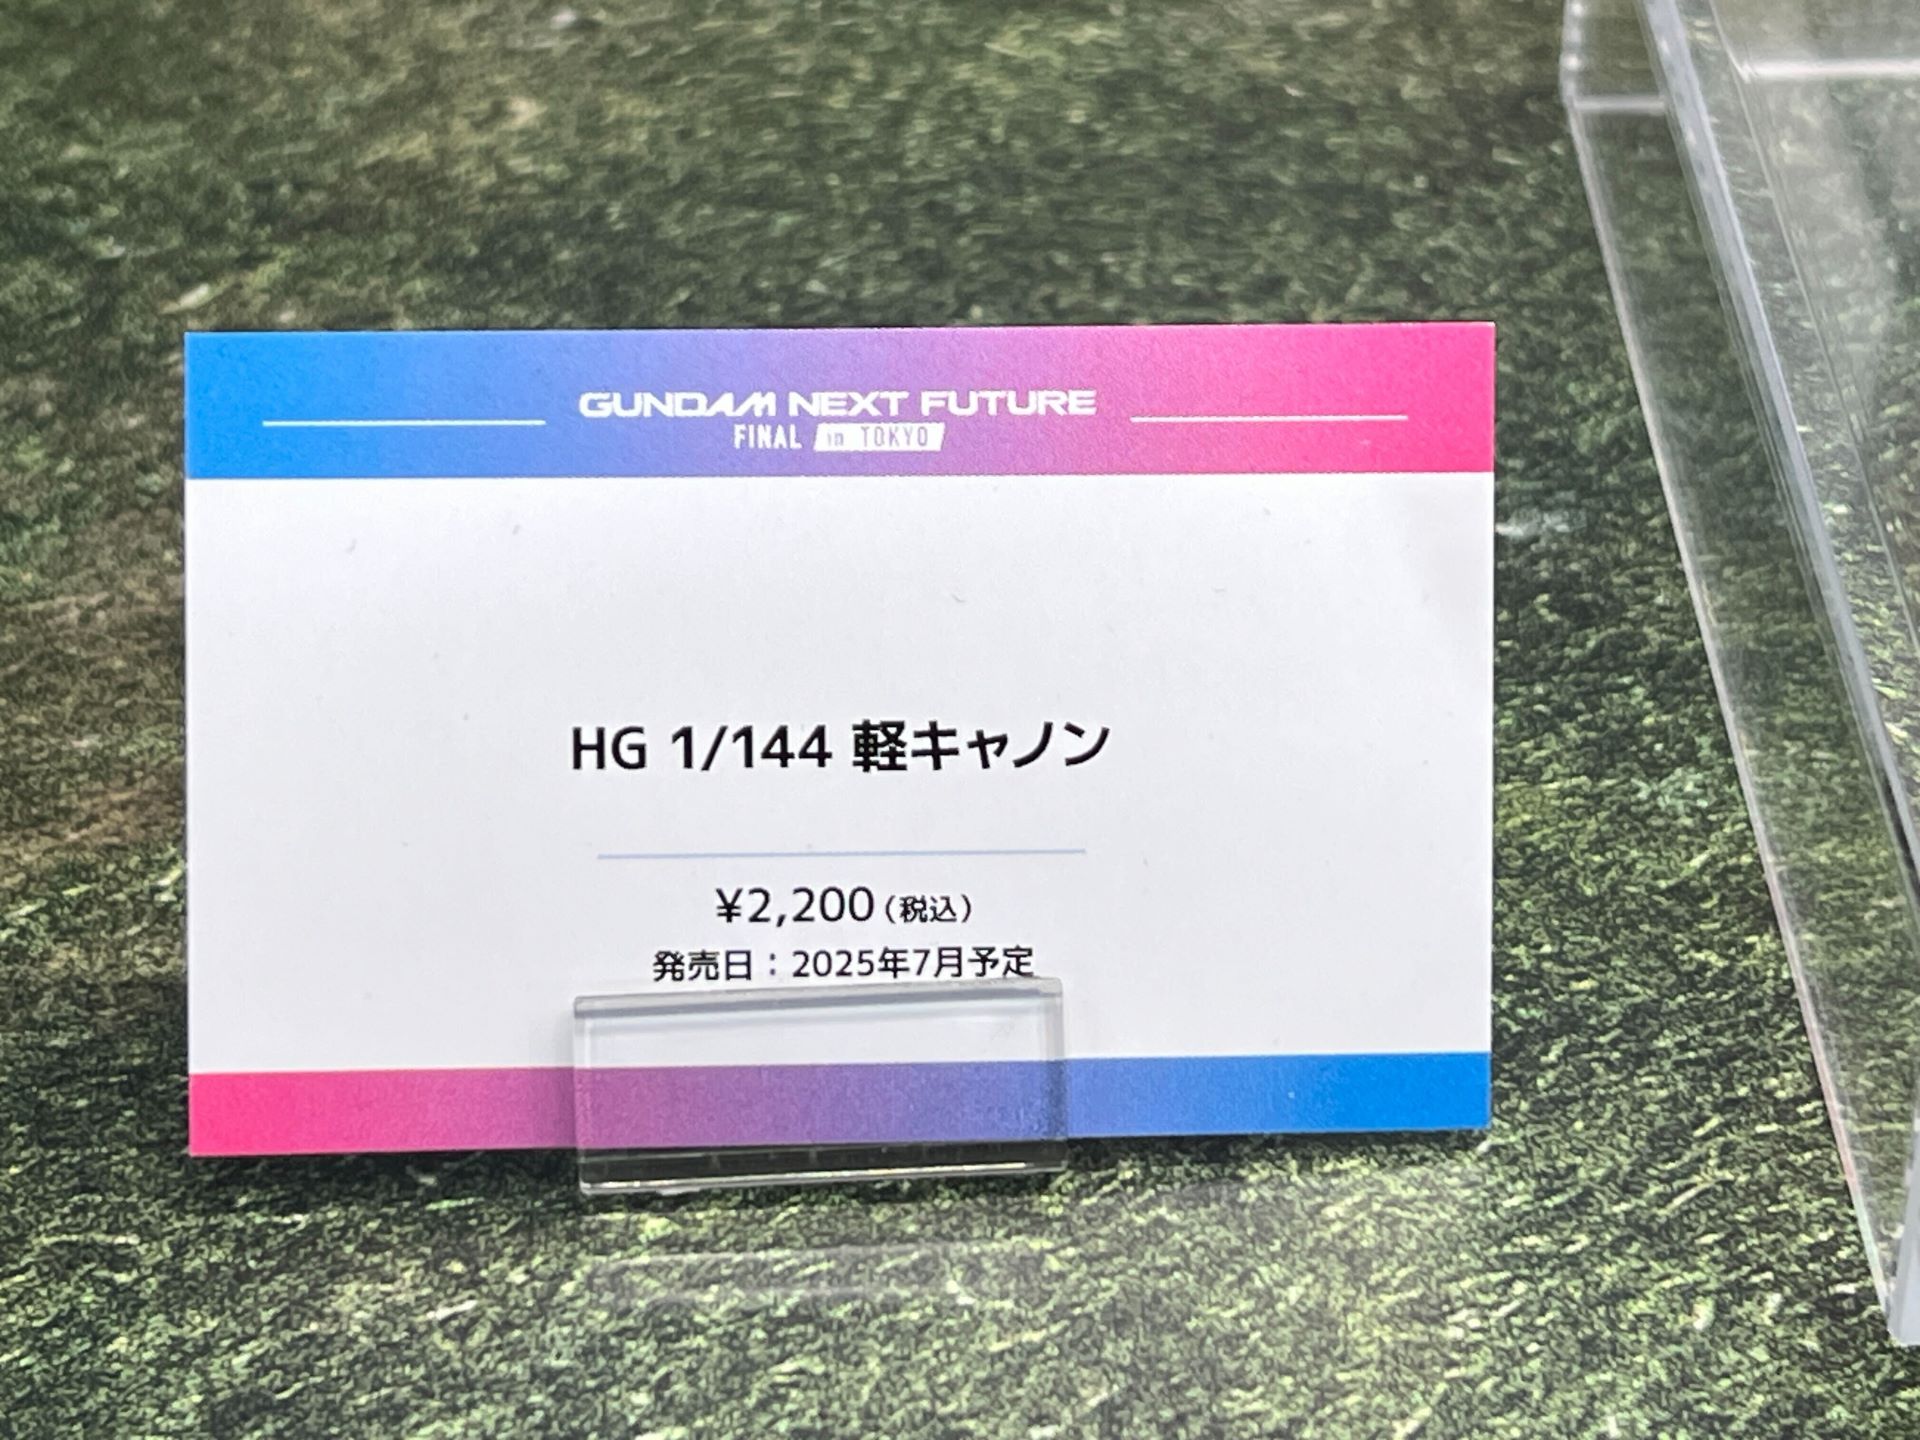 GUNDAM NEXT FUTURE
FINAL in TOKYO
HG 1/144 軽キャノン
¥2,200(税込)
発売日：2025年7月予定